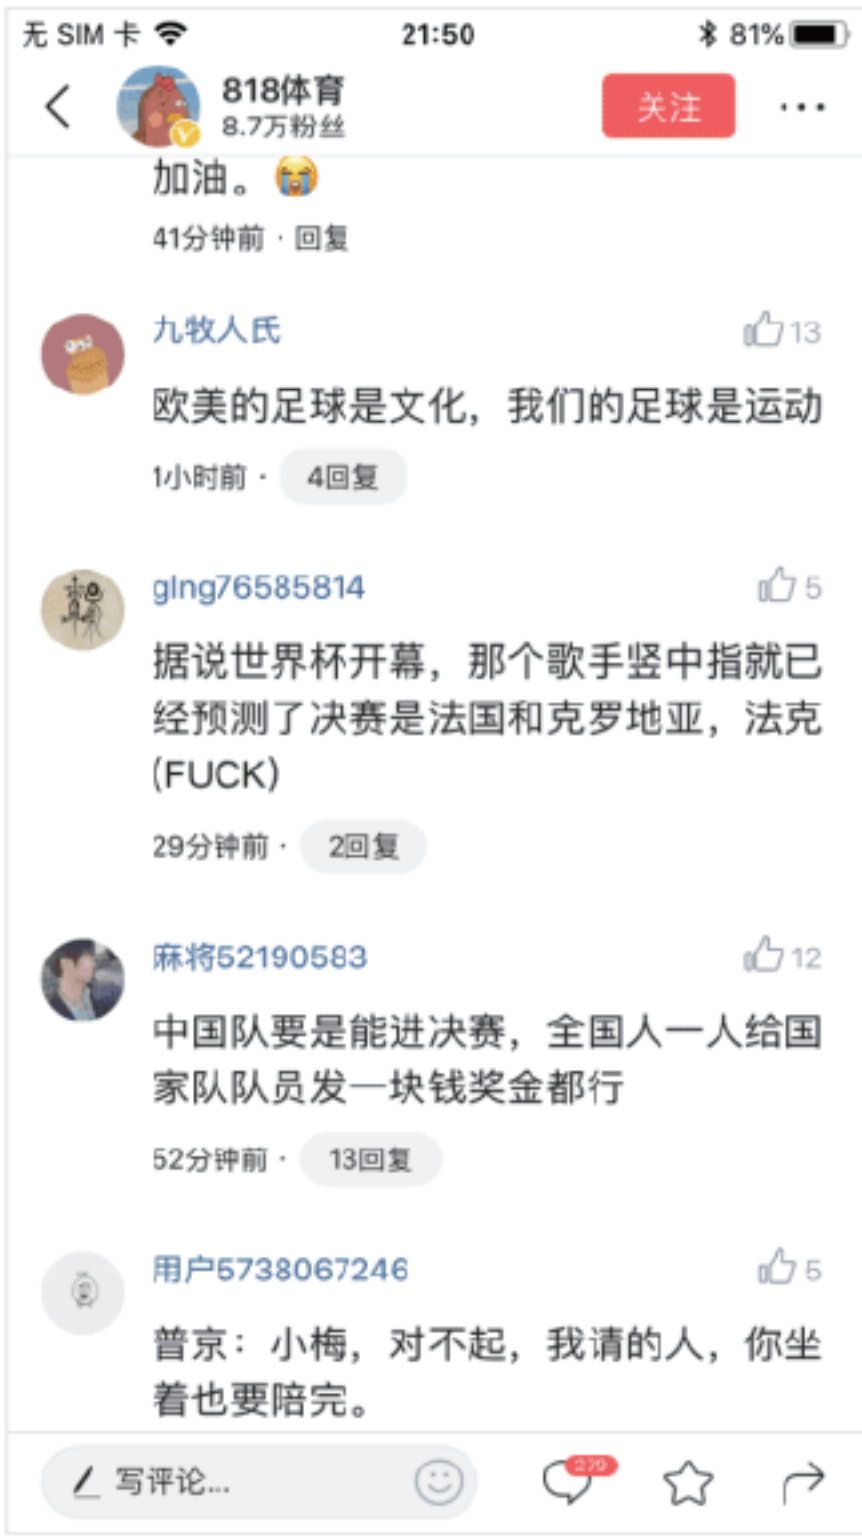 无 SIM 卡 21:50 81%
818体育
8.7万粉丝
关注
加油。😭
41分钟前 · 回复
九牧人氏 13
欧美的足球是文化，我们的足球是运动
1小时前 · 4回复
glng76585814 5
据说世界杯开幕，那个歌手竖中指就已
经预测了决赛是法国和克罗地亚，法克
(FUCK)
29分钟前 · 2回复
麻将52190583 12
中国队要是能进决赛，全国人一人给国
家队队员发一块钱奖金都行
52分钟前 · 13回复
用户5738067246 5
普京：小梅，对不起，我请的人，你坐
着也要陪完。
写评论... 279